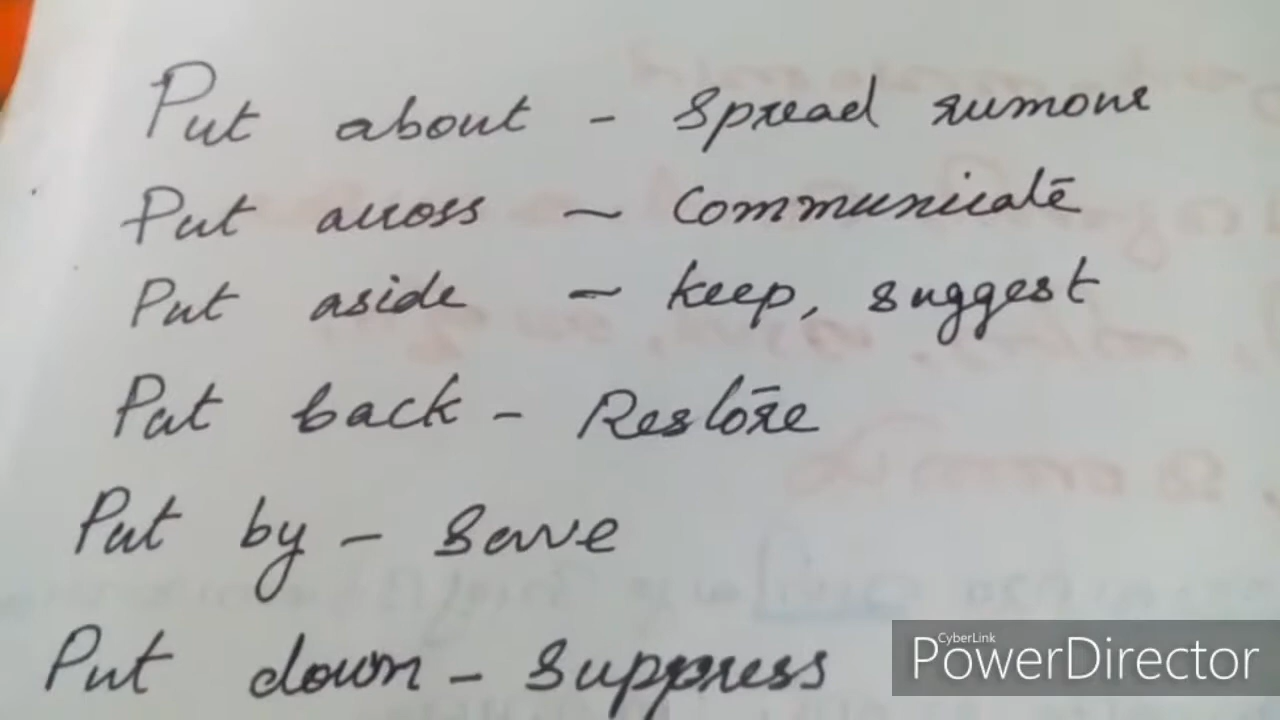 Put about - Spread rumour
Put across - Communicate
Put aside - keep, suggest
Put back - Restore
Put by - Save
Put down - Suppress
CyberLink
PowerDirector